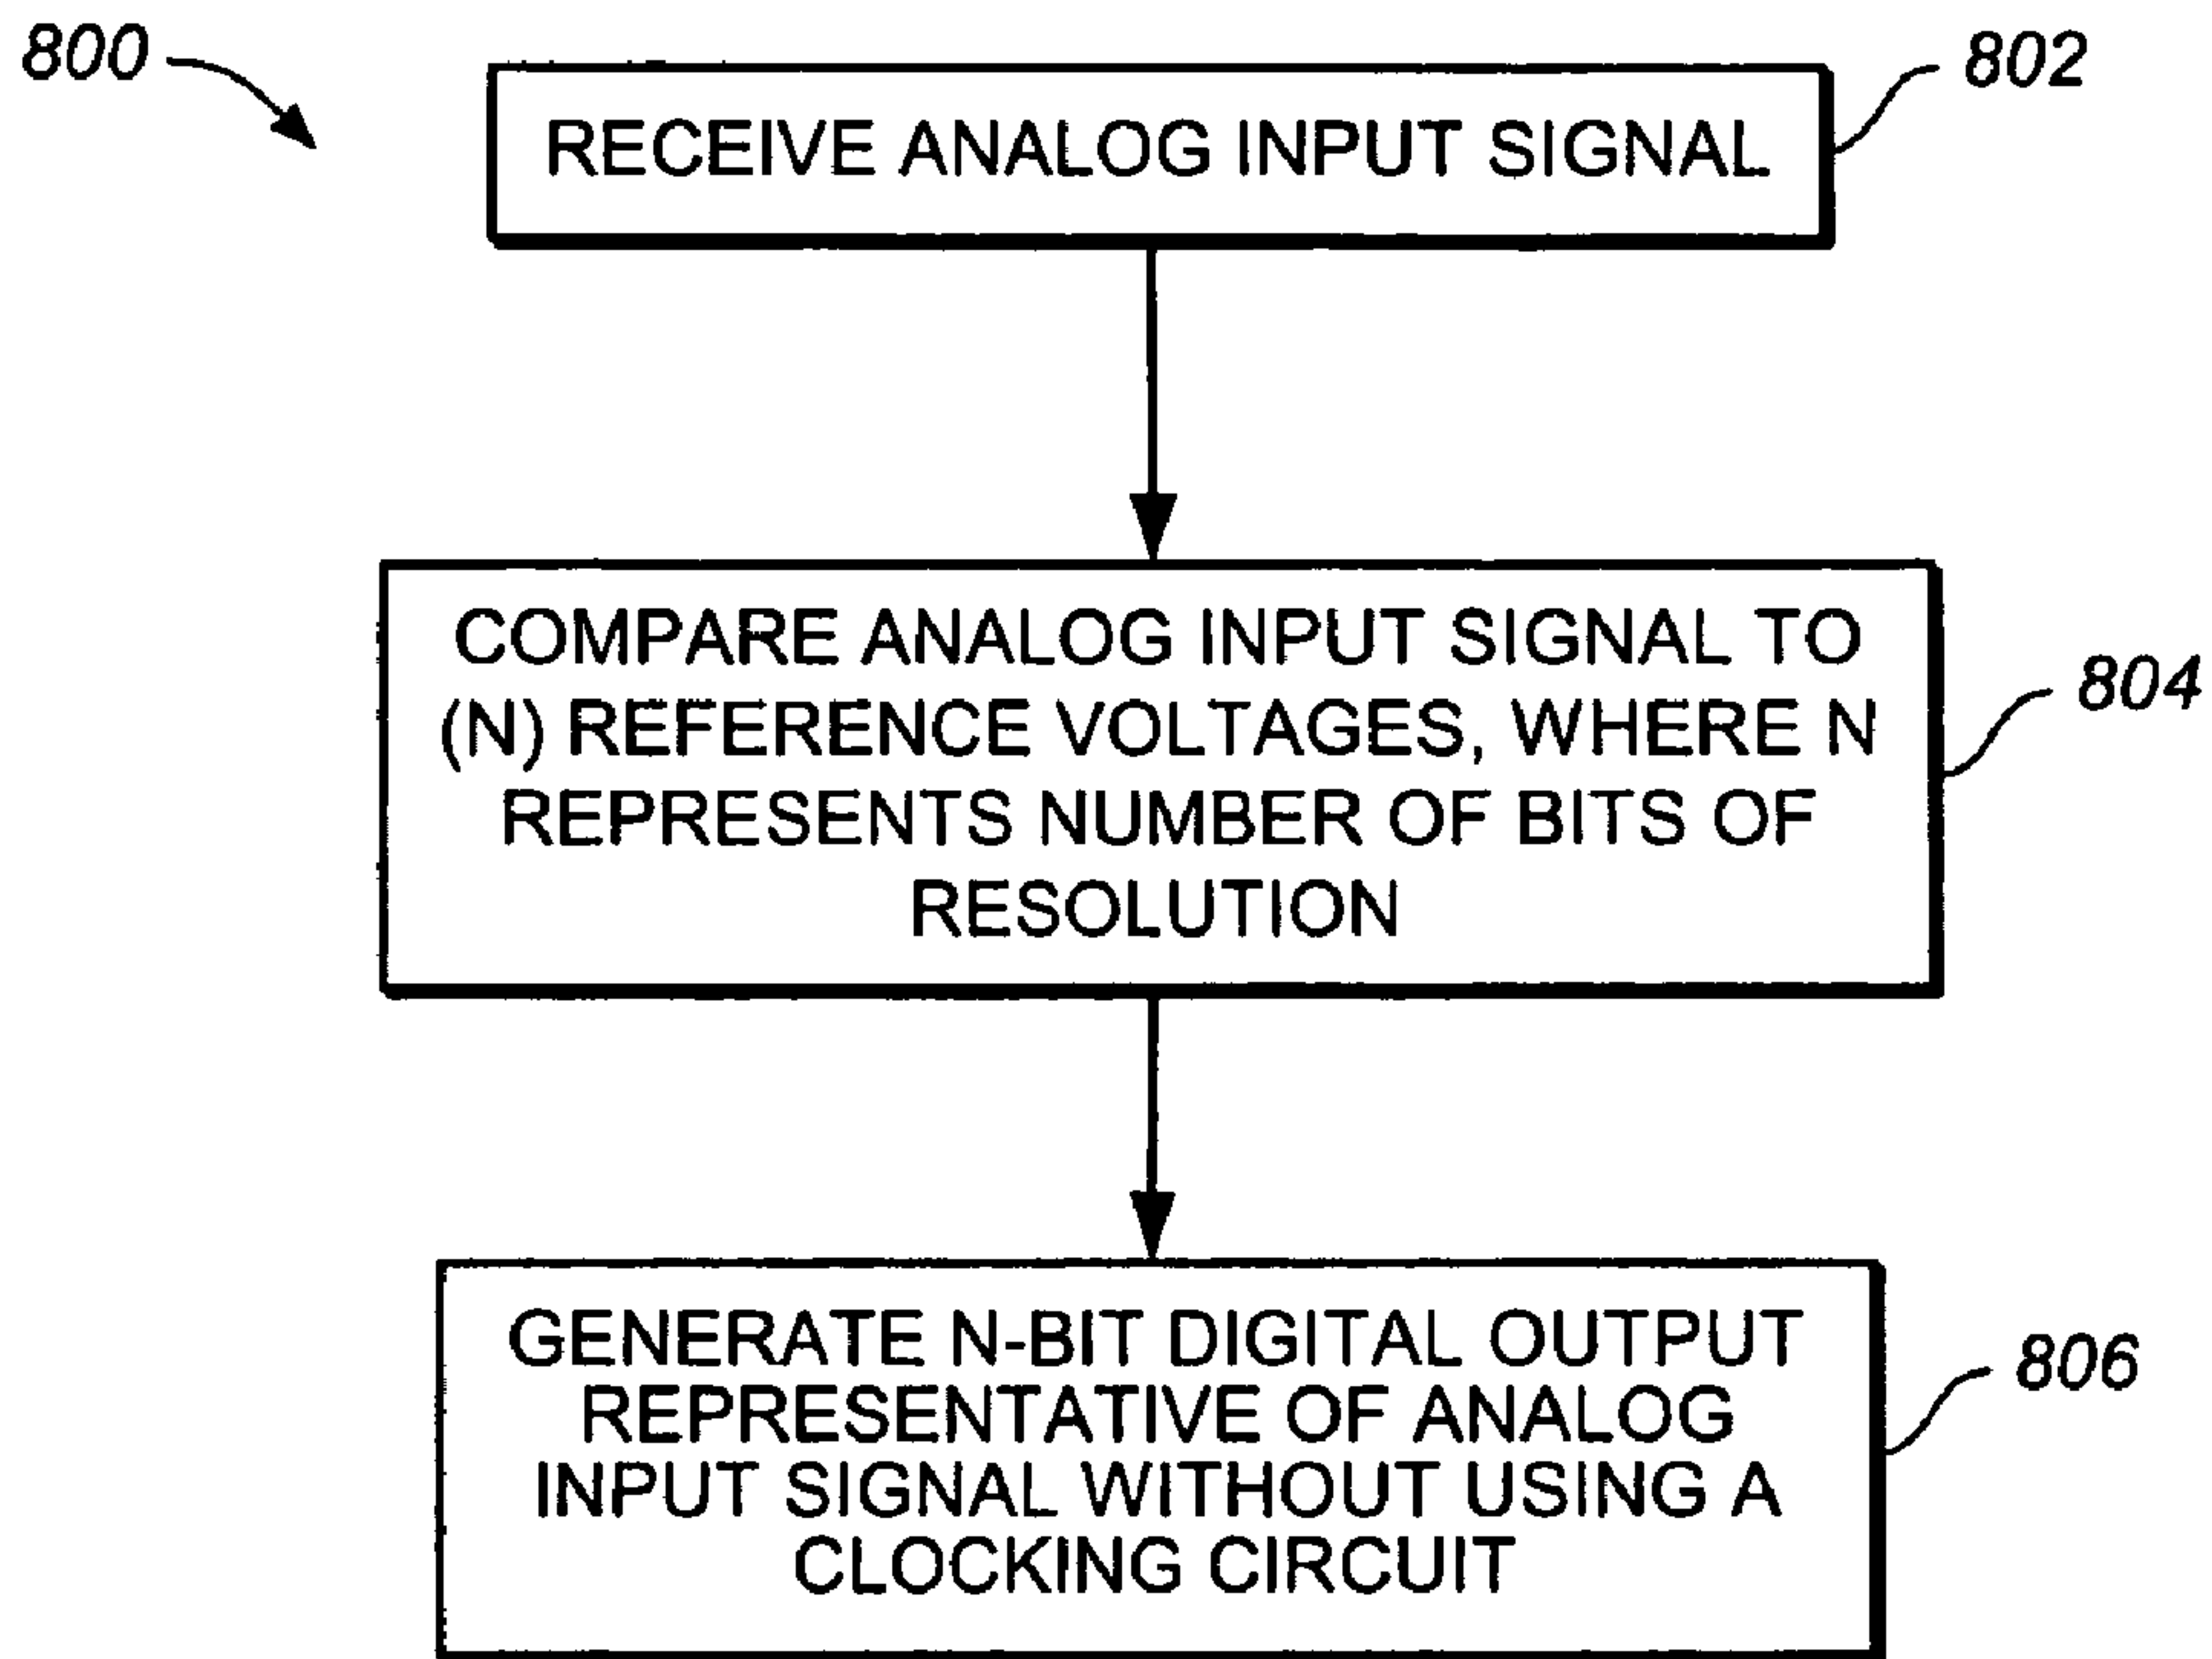 800
802
RECEIVE ANALOG INPUT SIGNAL
COMPARE ANALOG INPUT SIGNAL TO
(N) REFERENCE VOLTAGES, WHERE N
REPRESENTS NUMBER OF BITS OF
RESOLUTION
804
GENERATE N-BIT DIGITAL OUTPUT
REPRESENTATIVE OF ANALOG
INPUT SIGNAL WITHOUT USING A
CLOCKING CIRCUIT
806